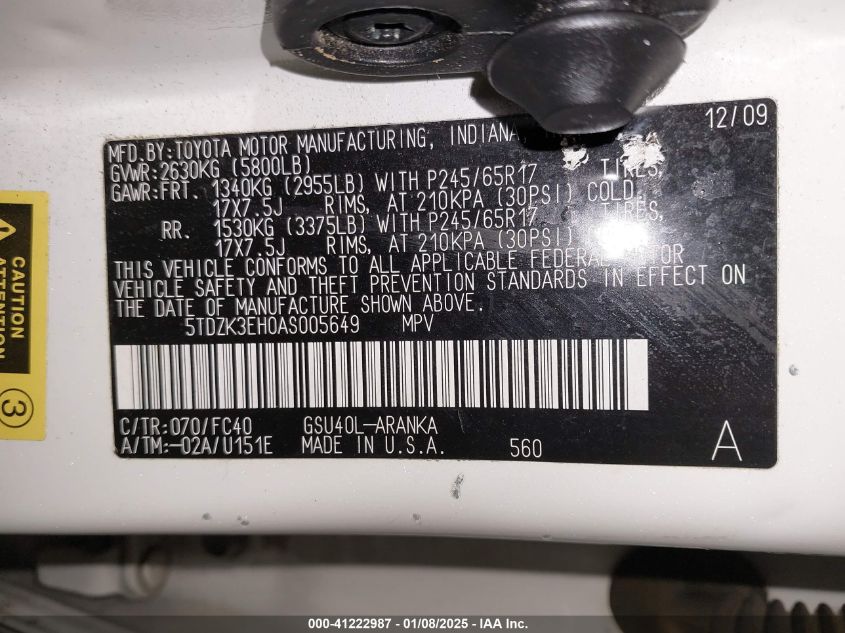 12/09
MFD.BY:TOYOTA MOTOR MANUFACTURING, INDIANA,
GVWR:2630KG (5800LB)
GAWR:FRT. 1340KG (2955LB) WITH P245/65R17 TIRES,
17X7.5J RIMS, AT 210KPA (30PSI) COLD,
RR. 1530KG (3375LB) WITH P245/65R17 TIRES,
17X7.5J RIMS, AT 210KPA (30PSI)
THIS VEHICLE CONFORMS TO ALL APPLICABLE FEDERAL MOTOR
VEHICLE SAFETY AND THEFT PREVENTION STANDARDS IN EFFECT ON
THE DATE OF MANUFACTURE SHOWN ABOVE.
5TDZK3EH0AS005649 MPV
C/TR:070/FC40 GSU40L-ARANKA
A/TM:-02A/U151E MADE IN U.S.A. 560 A
CAUTION
ATTENTION
3
000-41222987 | 01/08/2025 | IAA Inc.